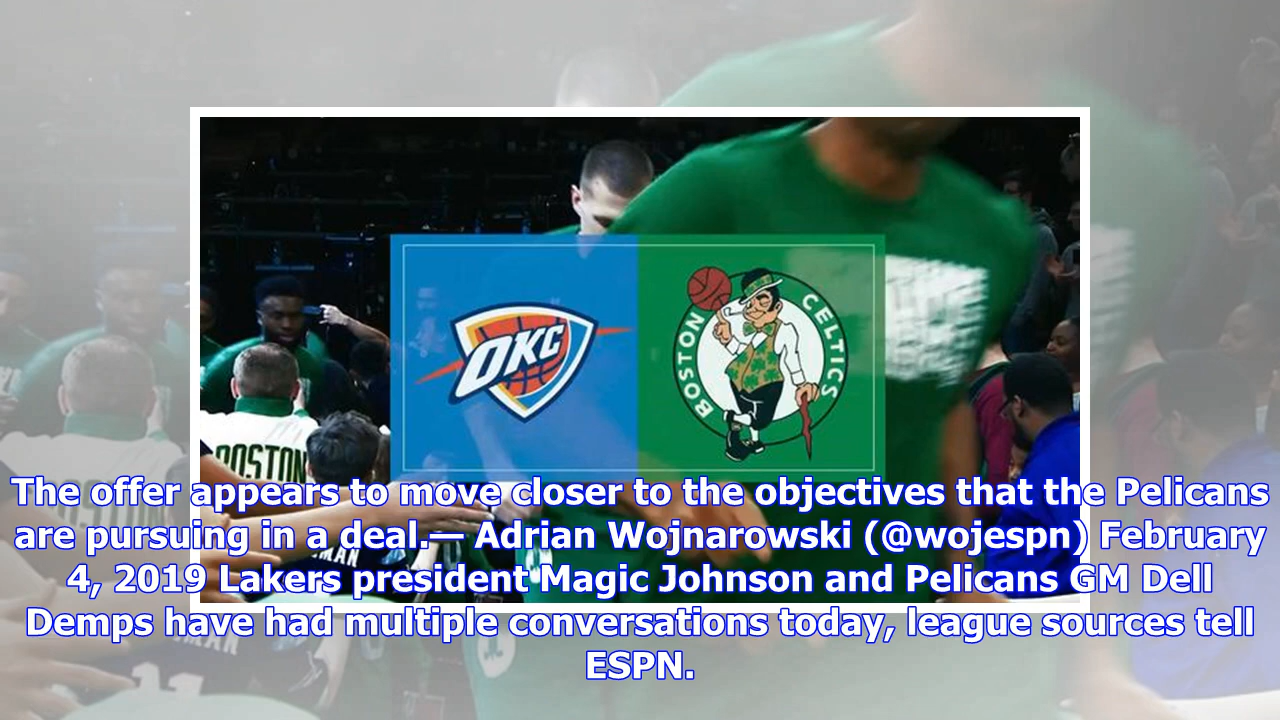 OKC
BOSTON CELTICS
BOSTON
The offer appears to move closer to the objectives that the Pelicans
are pursuing in a deal.— Adrian Wojnarowski (@wojespn) February
4, 2019 Lakers president Magic Johnson and Pelicans GM Dell
Demps have had multiple conversations today, league sources tell
ESPN.